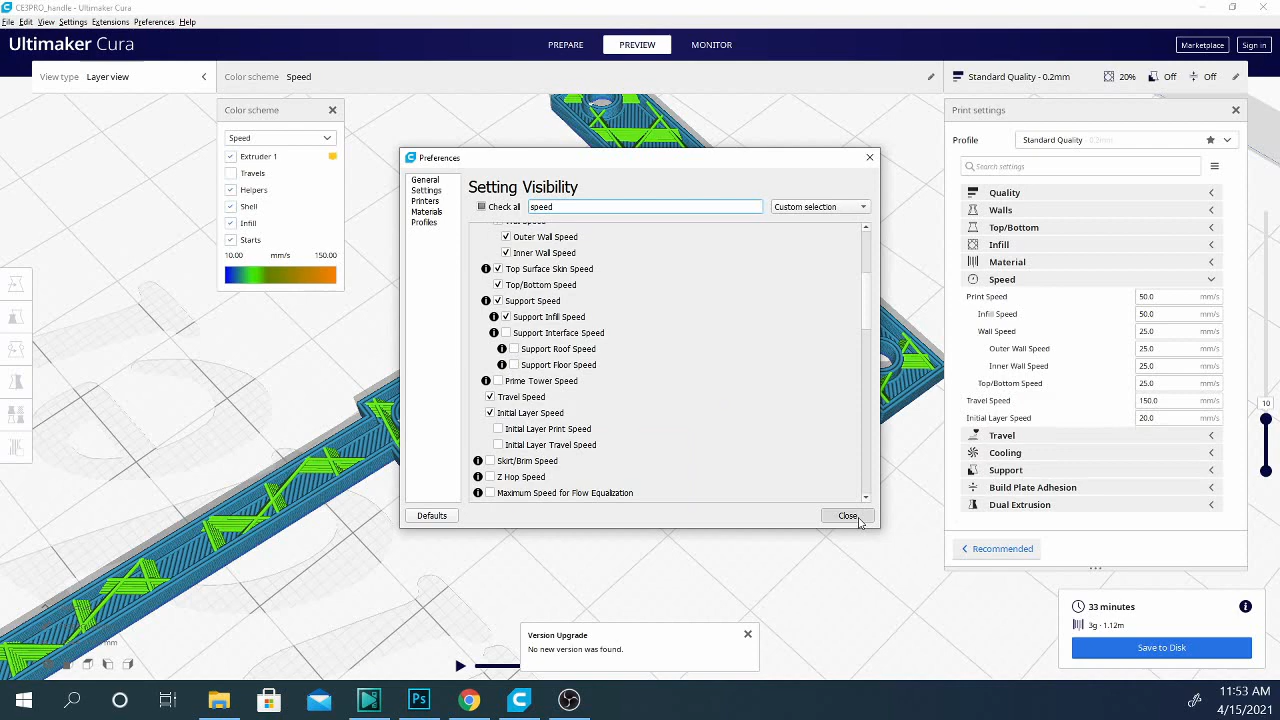 CE3PRO_handle - Ultimaker Cura
File Edit View Settings Extensions Preferences Help
Ultimaker Cura
PREPARE
PREVIEW
MONITOR
Marketplace
Sign in
View type Layer view
Color scheme Speed
Standard Quality - 0.2mm
20%
Off
Off
Color scheme
Speed
Extruder 1
Travels
Helpers
Shell
Infill
Starts
10.00 mm/s 150.00
Preferences
General
Settings
Printers
Materials
Profiles
Setting Visibility
Check all
speed
Custom selection
Outer Wall Speed
Inner Wall Speed
Top Surface Skin Speed
Top/Bottom Speed
Support Speed
Support Infill Speed
Support Interface Speed
Support Roof Speed
Support Floor Speed
Prime Tower Speed
Travel Speed
Initial Layer Speed
Initial Layer Print Speed
Initial Layer Travel Speed
Skirt/Brim Speed
Z Hop Speed
Maximum Speed for Flow Equalization
Defaults
Close
Print settings
Profile
Standard Quality 0.2mm
Search settings
Quality
Walls
Top/Bottom
Infill
Material
Speed
Print Speed 50.0 mm/s
Infill Speed 50.0 mm/s
Wall Speed 25.0 mm/s
Outer Wall Speed 25.0 mm/s
Inner Wall Speed 25.0 mm/s
Top/Bottom Speed 25.0 mm/s
Travel Speed 150.0 mm/s
Initial Layer Speed 20.0 mm/s
Travel
Cooling
Support
Build Plate Adhesion
Dual Extrusion
Recommended
10
33 minutes
3g · 1.12m
Save to Disk
Version Upgrade
No new version was found.
mm
Ps
11:53 AM
4/15/2021